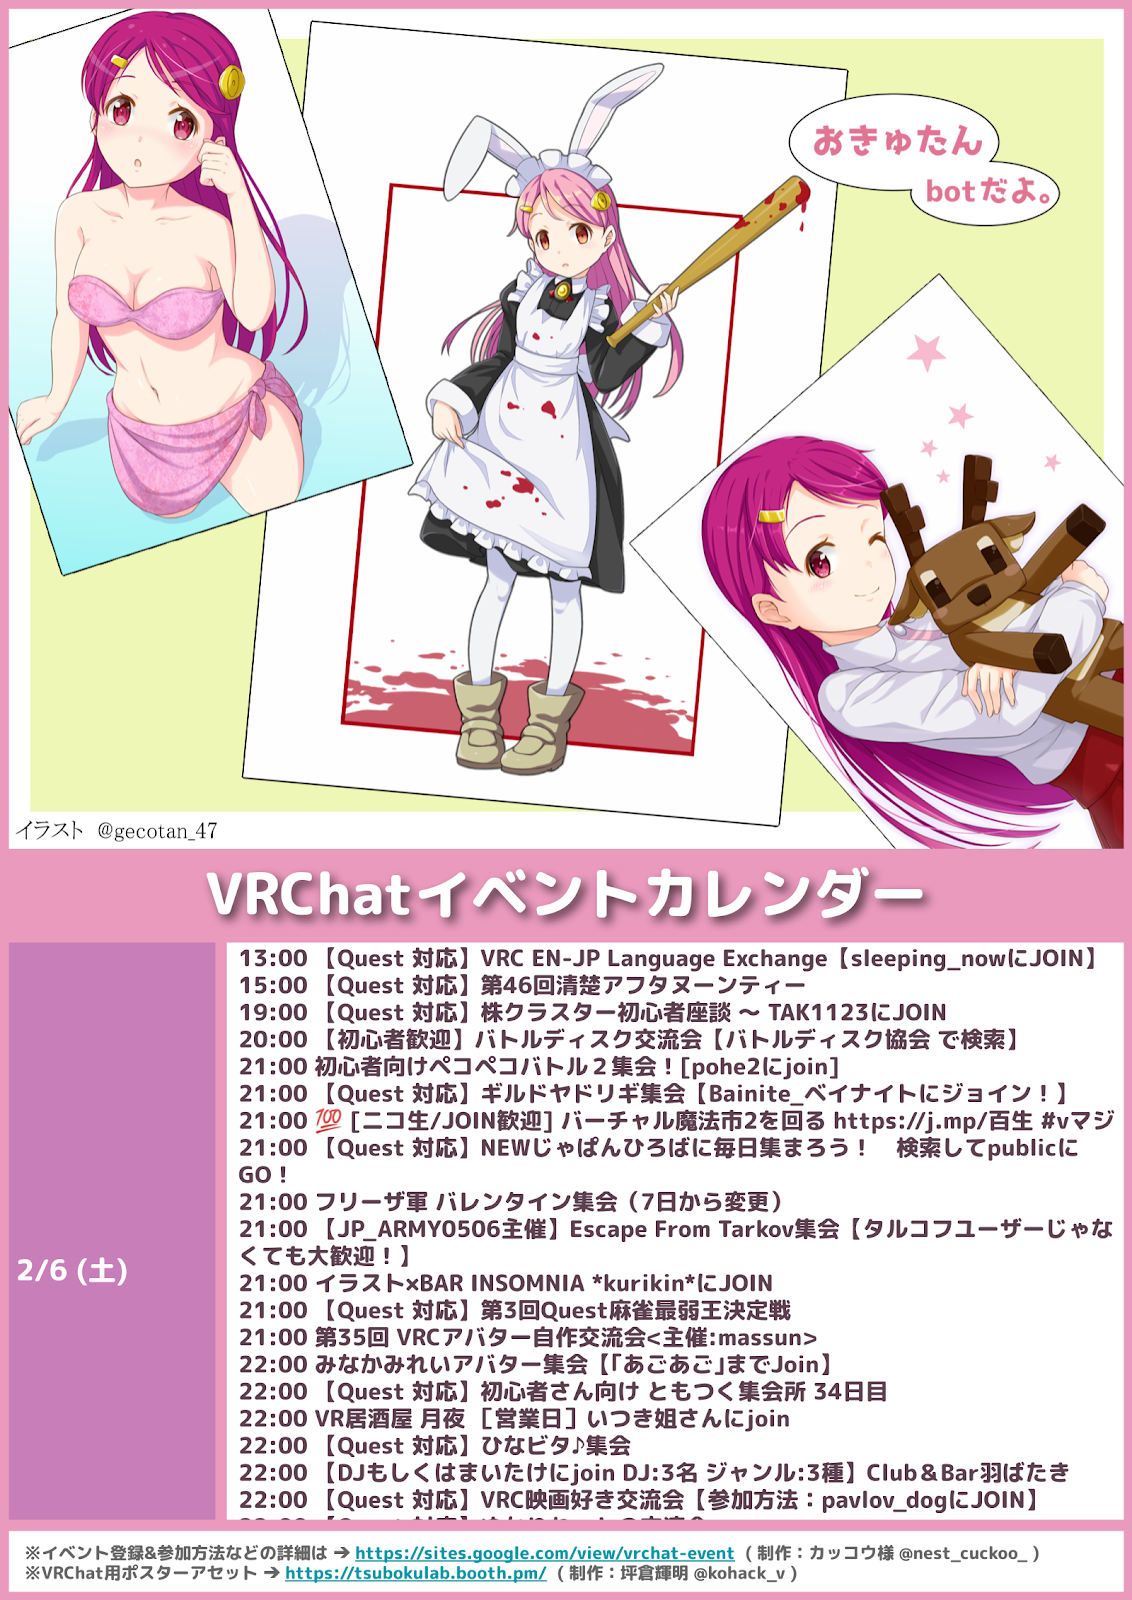 おきゅたん
botだよ。
イラスト @gecotan_47
VRChatイベントカレンダー
2/6 (土)
13:00 【Quest 対応】VRC EN-JP Language Exchange【sleeping_nowにJOIN】
15:00 【Quest 対応】第46回清楚アフタヌーンティー
19:00 【Quest 対応】株クラスター初心者座談 〜 TAK1123にJOIN
20:00 【初心者歓迎】バトルディスク交流会【バトルディスク協会 で検索】
21:00 初心者向けペコペコバトル２集会！[pohe2にjoin]
21:00 【Quest 対応】ギルドヤドリギ集会【Bainite_ベイナイトにジョイン！】
21:00 💯 [ニコ生/JOIN歓迎] バーチャル魔法市2を回る https://j.mp/百生 #vマジ
21:00 【Quest 対応】NEWじゃぱんひろばに毎日集まろう！　検索してpublicに
GO！
21:00 フリーザ軍 バレンタイン集会（7日から変更）
21:00 【JP_ARMY0506主催】Escape From Tarkov集会【タルコフユーザーじゃな
くても大歓迎！】
21:00 イラスト×BAR INSOMNIA *kurikin*にJOIN
21:00 【Quest 対応】第3回Quest麻雀最弱王決定戦
21:00 第35回 VRCアバター自作交流会<主催:massun>
22:00 みなかみれいアバター集会【｢あごあご｣までJoin】
22:00 【Quest 対応】初心者さん向け ともつく集会所 34日目
22:00 VR居酒屋 月夜 ［営業日］いつき姐さんにjoin
22:00 【Quest 対応】ひなビタ♪集会
22:00 【DJもしくはまいたけにjoin DJ:3名 ジャンル:3種】Club＆Bar羽ばたき
22:00 【Quest 対応】VRC映画好き交流会【参加方法：pavlov_dogにJOIN】
※イベント登録&参加方法などの詳細は → https://sites.google.com/view/vrchat-event ( 制作：カッコウ様 @nest_cuckoo_ )
※VRChat用ポスターアセット → https://tsubokulab.booth.pm/ ( 制作：坪倉輝明 @kohack_v )